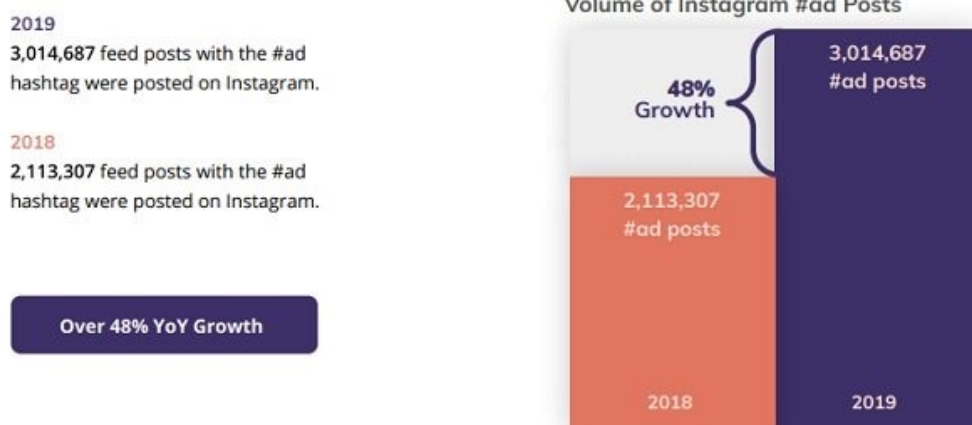 2019
3,014,687 feed posts with the #ad
hashtag were posted on Instagram.
2018
2,113,307 feed posts with the #ad
hashtag were posted on Instagram.
Over 48% YoY Growth
Volume of Instagram #ad Posts
48%
Growth
3,014,687
#ad posts
2,113,307
#ad posts
2018
2019